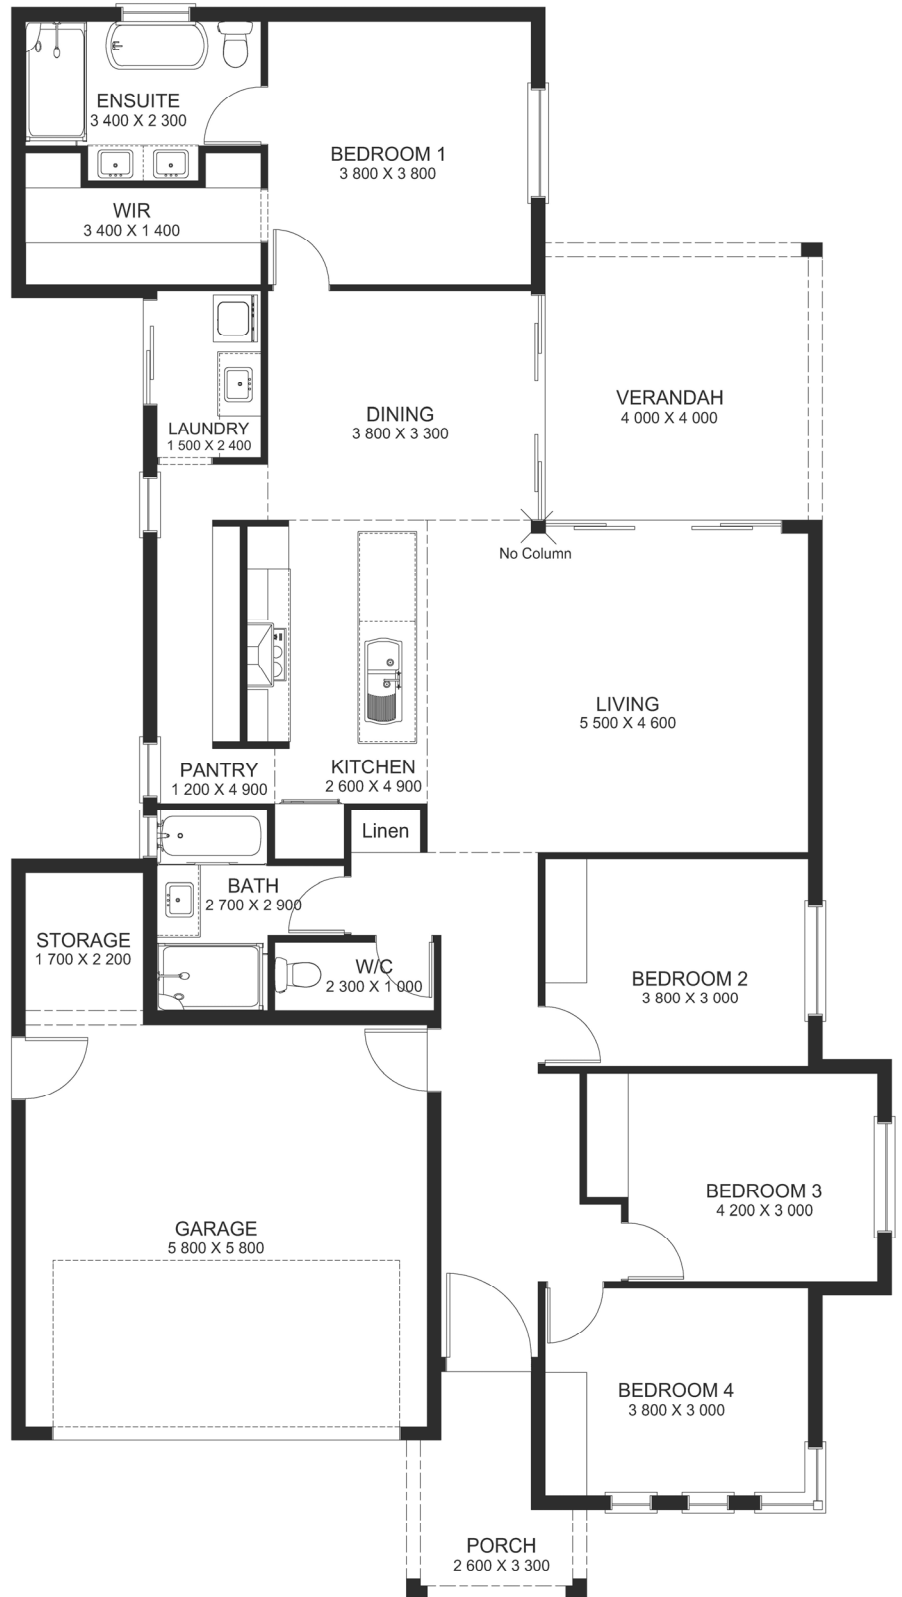 ENSUITE
3 400 X 2 300
BEDROOM 1
3 800 X 3 800
WIR
3 400 X 1 400
VERANDAH
4 000 X 4 000
DINING
3 800 X 3 300
LAUNDRY
1 500 X 2 400
No Column
LIVING
5 500 X 4 600
PANTRY
1 200 X 4 900
KITCHEN
2 600 X 4 900
Linen
BATH
2 700 X 2 900
STORAGE
1 700 X 2 200
W/C
2 300 X 1 000
BEDROOM 2
3 800 X 3 000
BEDROOM 3
4 200 X 3 000
GARAGE
5 800 X 5 800
BEDROOM 4
3 800 X 3 000
PORCH
2 600 X 3 300